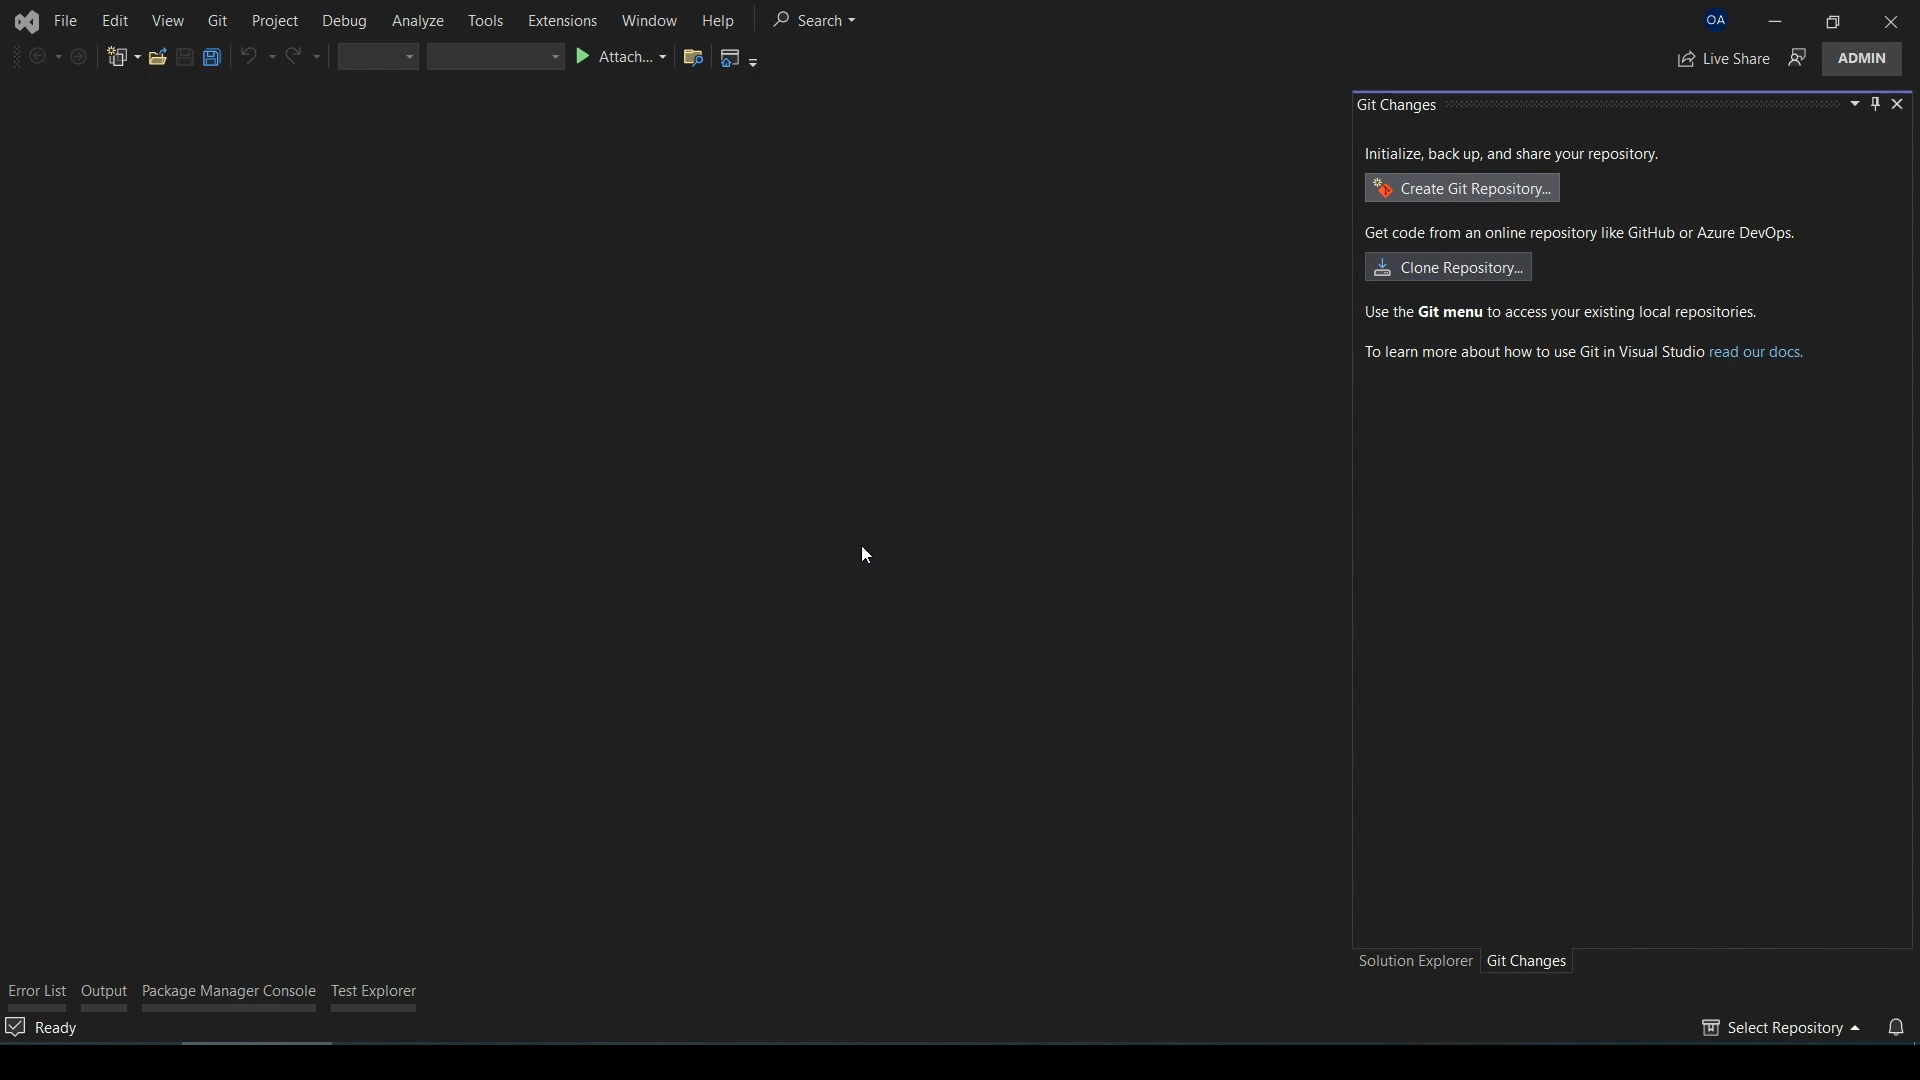 File Edit View Git Project Debug Analyze Tools Extensions Window Help Search OA
Attach... Live Share ADMIN
Git Changes
Initialize, back up, and share your repository.
Create Git Repository...
Get code from an online repository like GitHub or Azure DevOps.
Clone Repository...
Use the Git menu to access your existing local repositories.
To learn more about how to use Git in Visual Studio read our docs.
Solution Explorer Git Changes
Error List Output Package Manager Console Test Explorer
Ready Select Repository